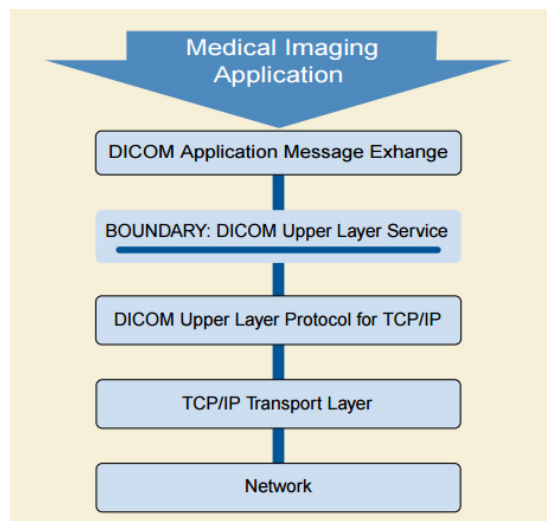 Medical Imaging
Application
DICOM Application Message Exhange
BOUNDARY: DICOM Upper Layer Service
DICOM Upper Layer Protocol for TCP/IP
TCP/IP Transport Layer
Network